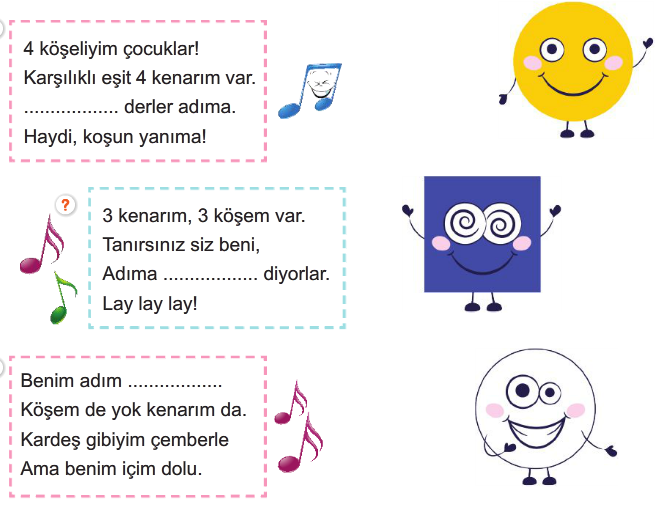 4 köşeliyim çocuklar!
Karşılıklı eşit 4 kenarım var.
.................. derler adıma.
Haydi, koşun yanıma!
?
3 kenarım, 3 köşem var.
Tanırsınız siz beni,
Adıma .................. diyorlar.
Lay lay lay!
Benim adım ..................
Köşem de yok kenarım da.
Kardeş gibiyim çemberle
Ama benim içim dolu.